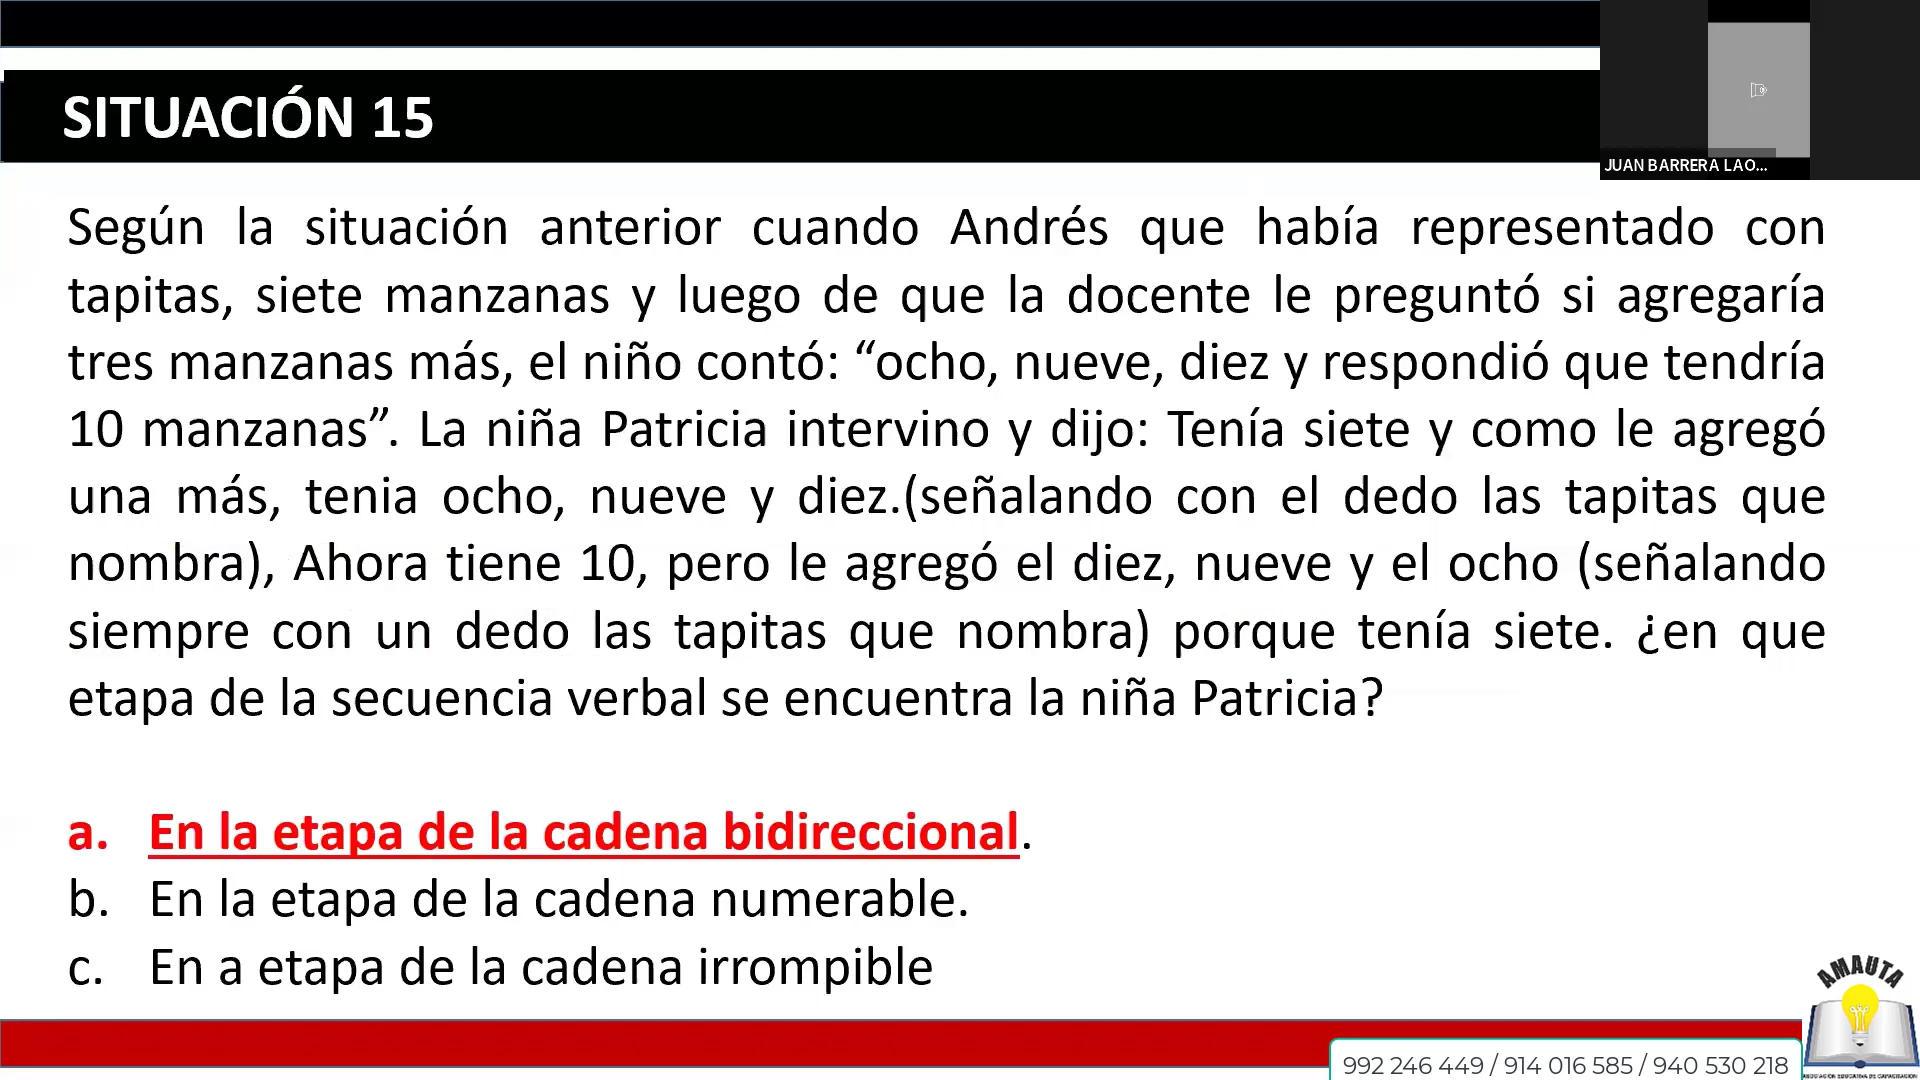 SITUACIÓN 15
JUAN BARRERA LAO...
Según la situación anterior cuando Andrés que había representado con
tapitas, siete manzanas y luego de que la docente le preguntó si agregaría
tres manzanas más, el niño contó: “ocho, nueve, diez y respondió que tendría
10 manzanas”. La niña Patricia intervino y dijo: Tenía siete y como le agregó
una más, tenia ocho, nueve y diez.(señalando con el dedo las tapitas que
nombra), Ahora tiene 10, pero le agregó el diez, nueve y el ocho (señalando
siempre con un dedo las tapitas que nombra) porque tenía siete. ¿en que
etapa de la secuencia verbal se encuentra la niña Patricia?
a. En la etapa de la cadena bidireccional.
b. En la etapa de la cadena numerable.
c. En a etapa de la cadena irrompible
AMAUTA
ASOCIACIÓN EDUCATIVA DE CAPACITACIÓN
992 246 449 / 914 016 585 / 940 530 218